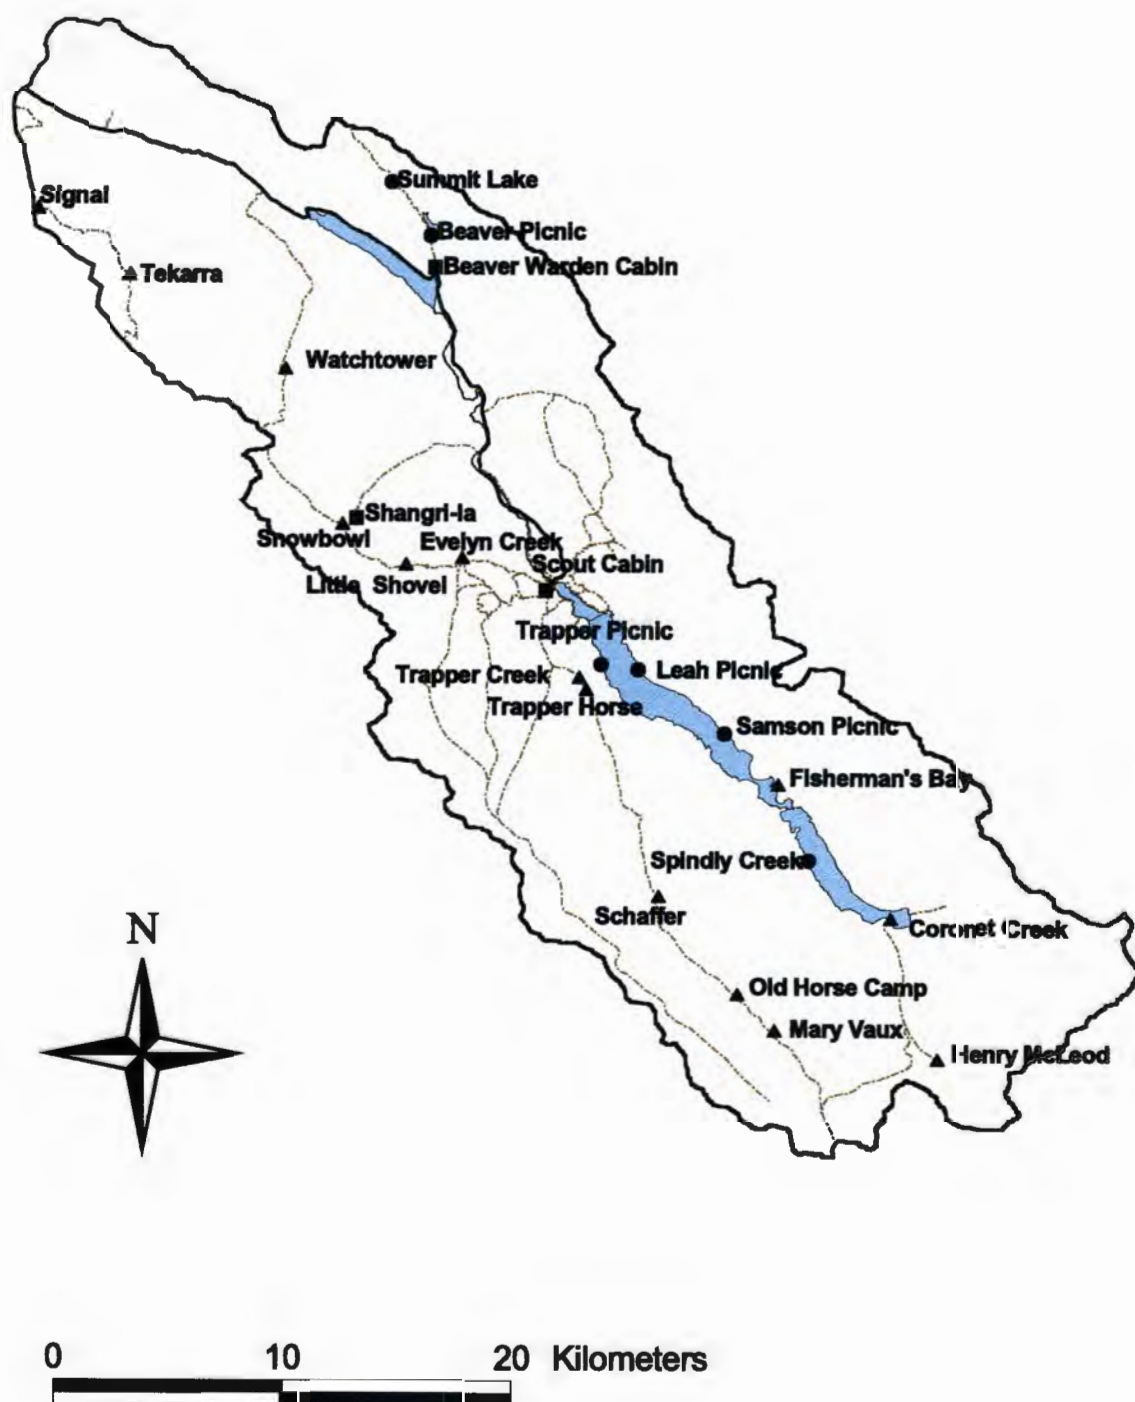 Summit Lake
Signal
Beaver Picnic
Beaver Warden Cabin
Tekarra
Watchtower
Shangri-la
Snowbowl
Evelyn Creek
Scout Cabin
Little Shovel
Trapper Picnic
Leah Picnic
Trapper Creek
Trapper Horse
Samson Picnic
Fisherman's Bay
Spindly Creek
Schaffer
Coronet Creek
N
Old Horse Camp
Mary Vaux
Henry McLeod
0 10 20 Kilometers